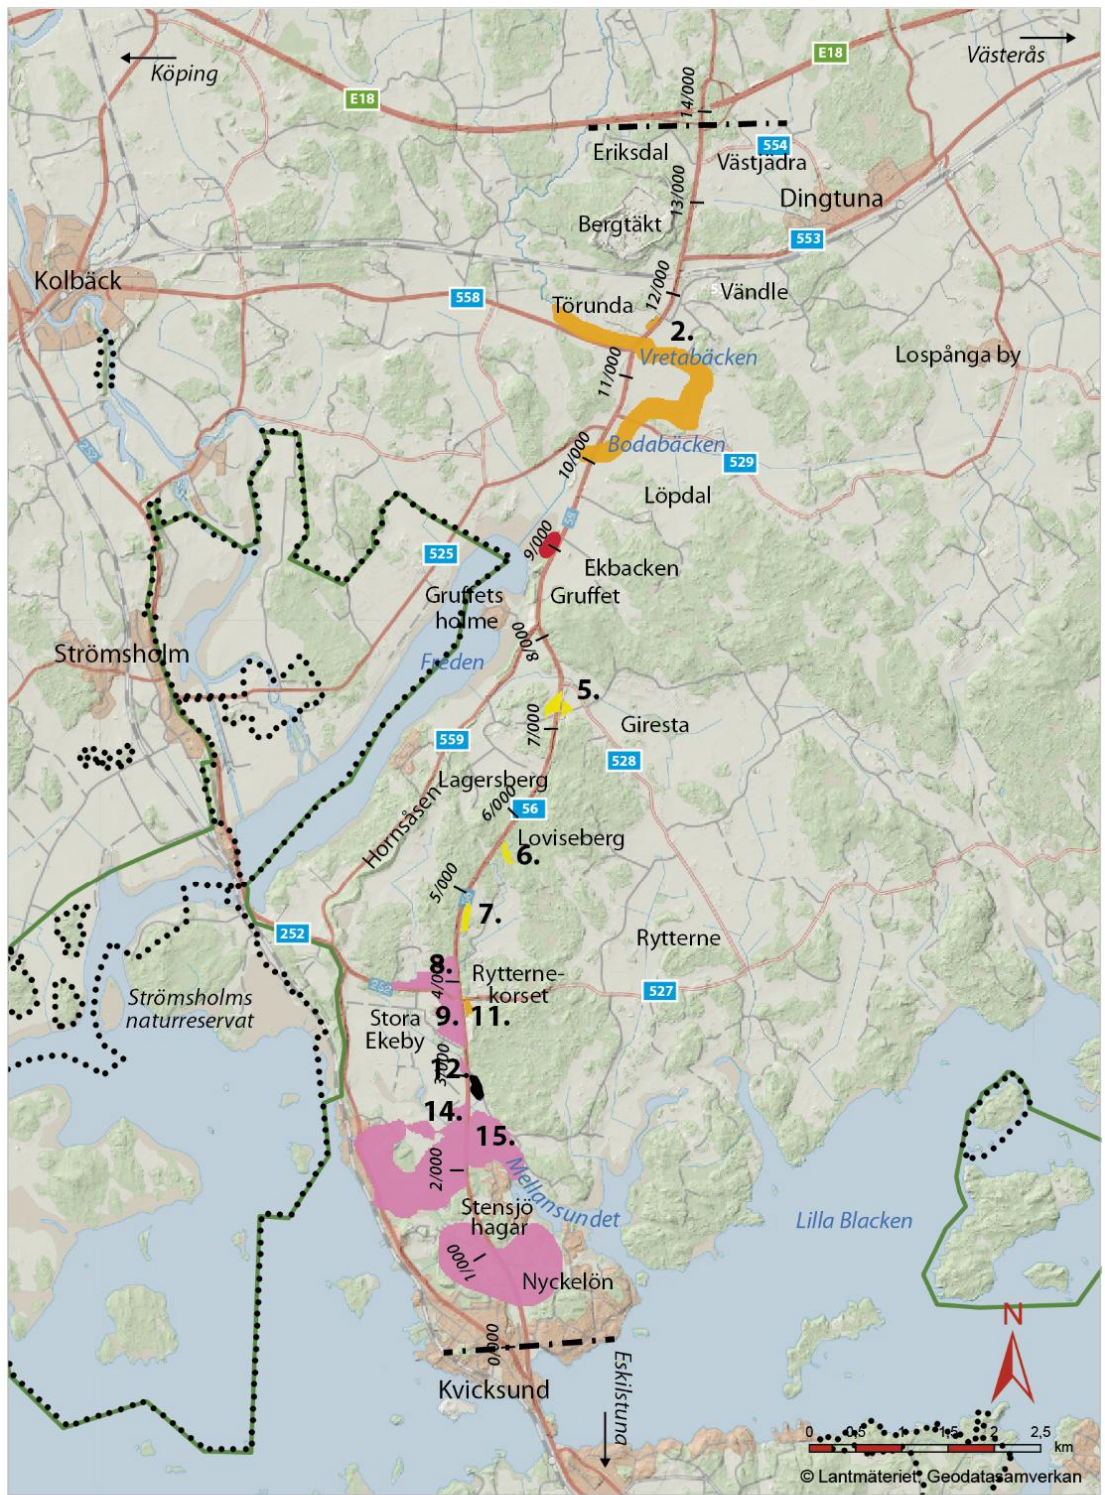 E18
Västerås
Köping
E18
14/000
Eriksdal
554
Västjädra
13/000
Dingtuna
Bergtäkt
553
Kolbäck
12/000
Vändle
558
Törunda
2.
Vretabäcken
Lospånga by
11/000
Bodabäcken
252
10/000
529
Löpdal
56
9/000
525
Ekbacken
Gruffets
holme
Gruffet
8/000
Strömsholm
Freden
5.
7/000
Giresta
559
528
Lagersberg
6/000
56
Hornsåsen
Loviseberg
6.
5/000
7.
252
Rytterne
8.
4/000
Rytterne-
korset
252
527
Strömsholms
naturreservat
Stora
Ekeby
9.
11.
3/000
12.
14.
15.
2/000
Mellansundet
Stensjö
hagar
Lilla Blacken
1/000
Nyckelön
N
0/000
Kvicksund
Eskilstuna
0 0,5 1 2 2,5
km
© Lantmäteriet, Geodatasamverkan